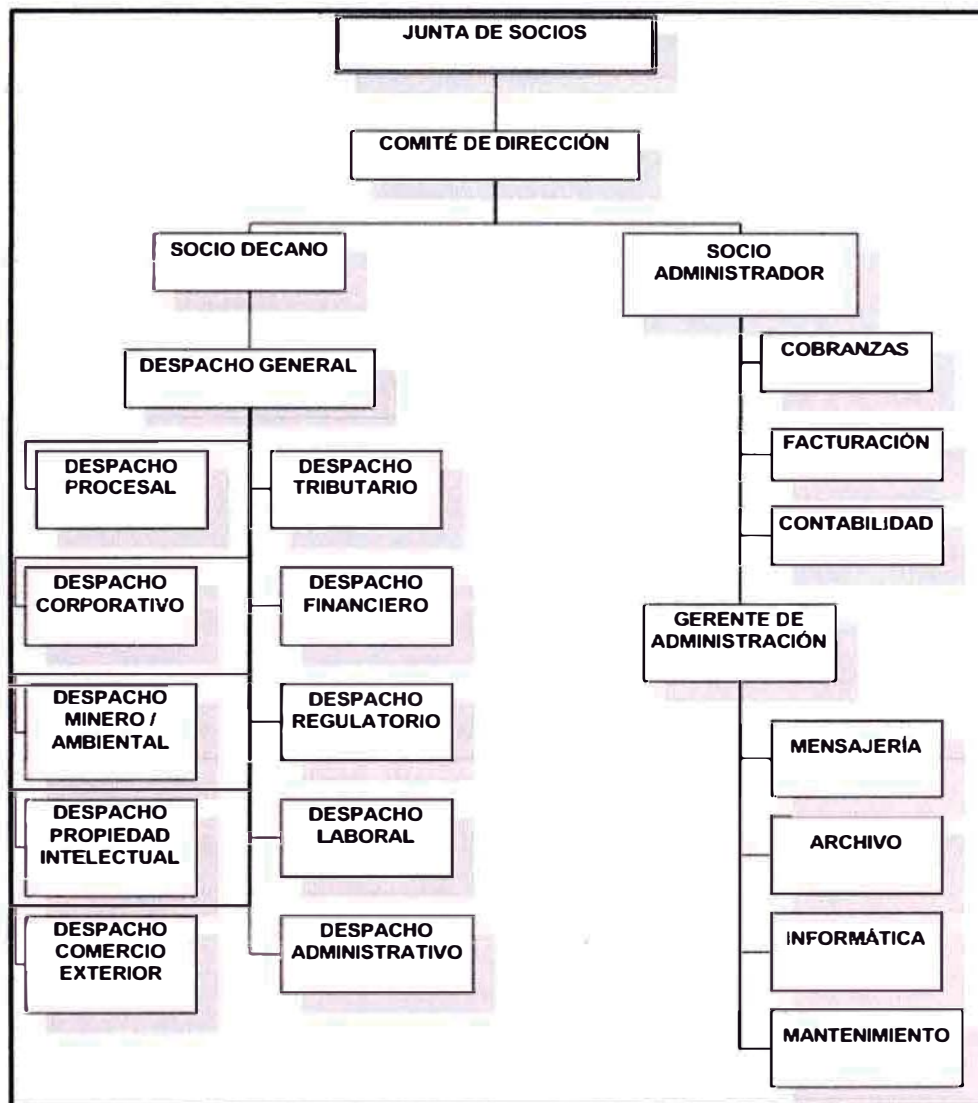 JUNTA DE SOCIOS
COMITÉ DE DIRECCIÓN
SOCIO DECANO
SOCIO
ADMINISTRADOR
DESPACHO GENERAL
COBRANZAS
FACTURACIÓN
CONTABILIDAD
DESPACHO
PROCESAL
DESPACHO
TRIBUTARIO
DESPACHO
CORPORATIVO
DESPACHO
FINANCIERO
GERENTE DE
ADMINISTRACIÓN
DESPACHO
MINERO /
AMBIENTAL
DESPACHO
REGULATORIO
MENSAJERÍA
DESPACHO
PROPIEDAD
INTELECTUAL
DESPACHO
LABORAL
ARCHIVO
DESPACHO
COMERCIO
EXTERIOR
DESPACHO
ADMINISTRATIVO
INFORMÁTICA
MANTENIMIENTO